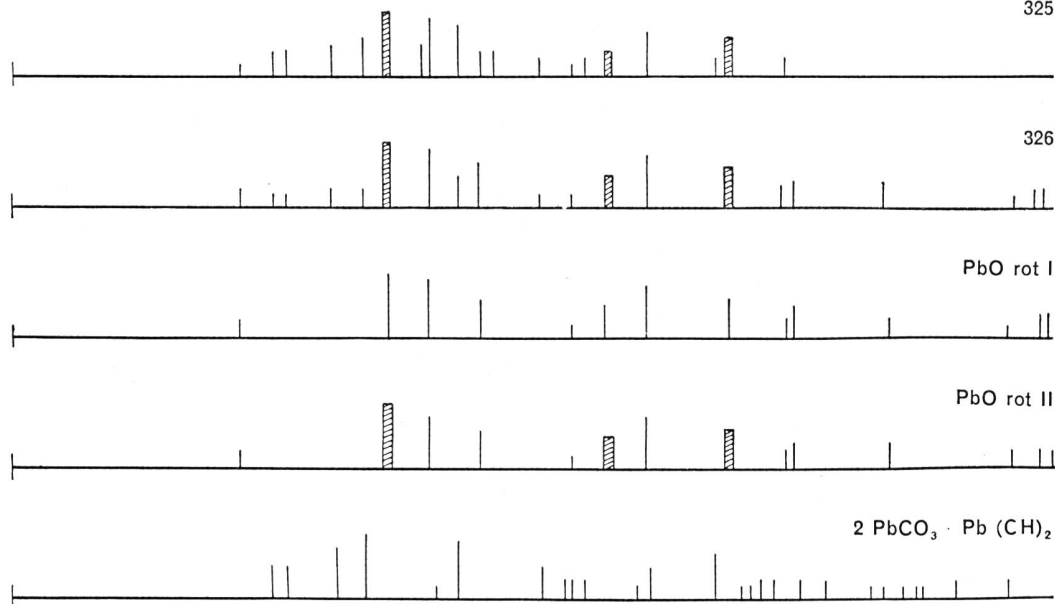 325
326
PbO rot I
PbO rot II
2 PbCO₃ · Pb (CH)₂